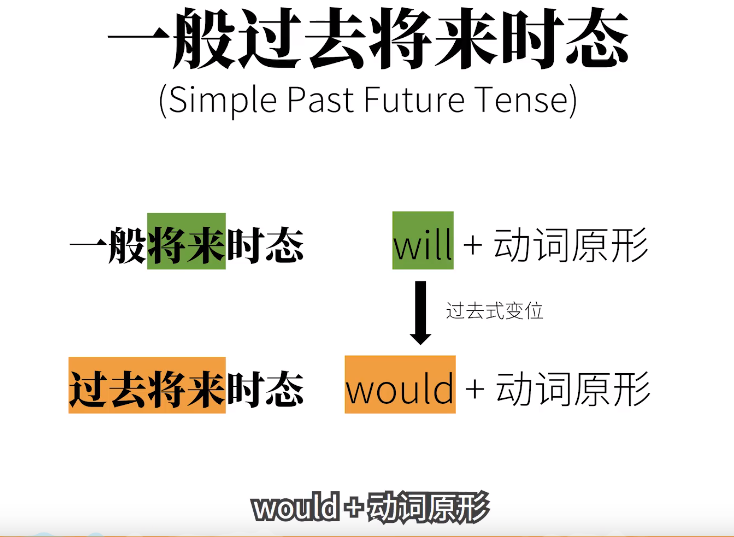 一般过去将来时态
(Simple Past Future Tense)
一般将来时态 will + 动词原形
过去式变位
过去将来时态 would + 动词原形
would + 动词原形